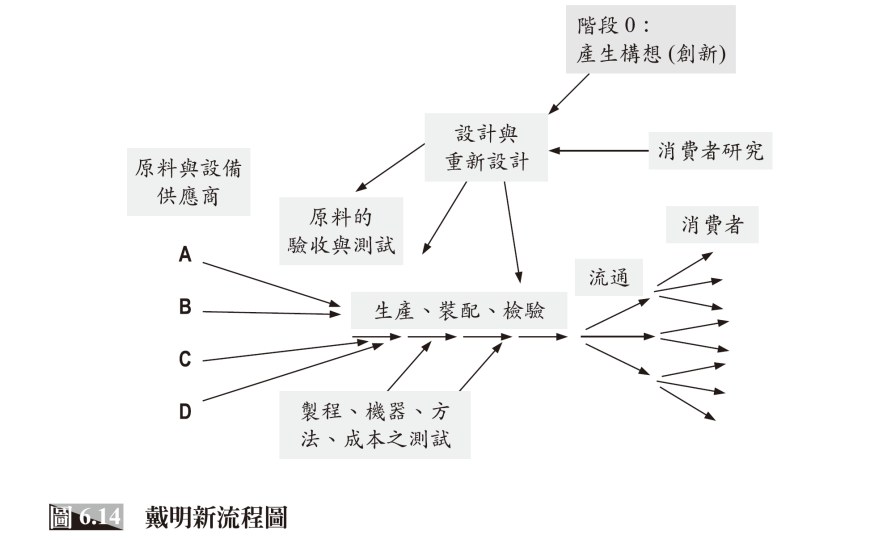 階段 0：
產生構想 (創新)
設計與
重新設計
消費者研究
原料與設備
供應商
原料的
驗收與測試
消費者
A
B
C
D
流通
生產、裝配、檢驗
製程、機器、方
法、成本之測試
圖 6.14 戴明新流程圖